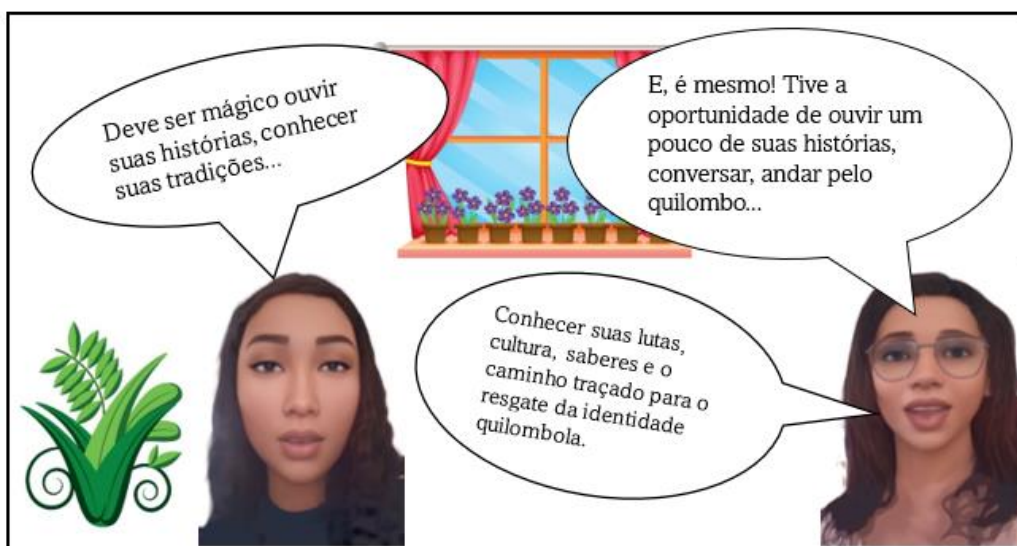 Deve ser mágico ouvir
suas histórias, conhecer
suas tradições...
E, é mesmo! Tive a
oportunidade de ouvir um
pouco de suas histórias,
conversar, andar pelo
quilombo...
Conhecer suas lutas,
cultura, saberes e o
caminho traçado para o
resgate da identidade
quilombola.